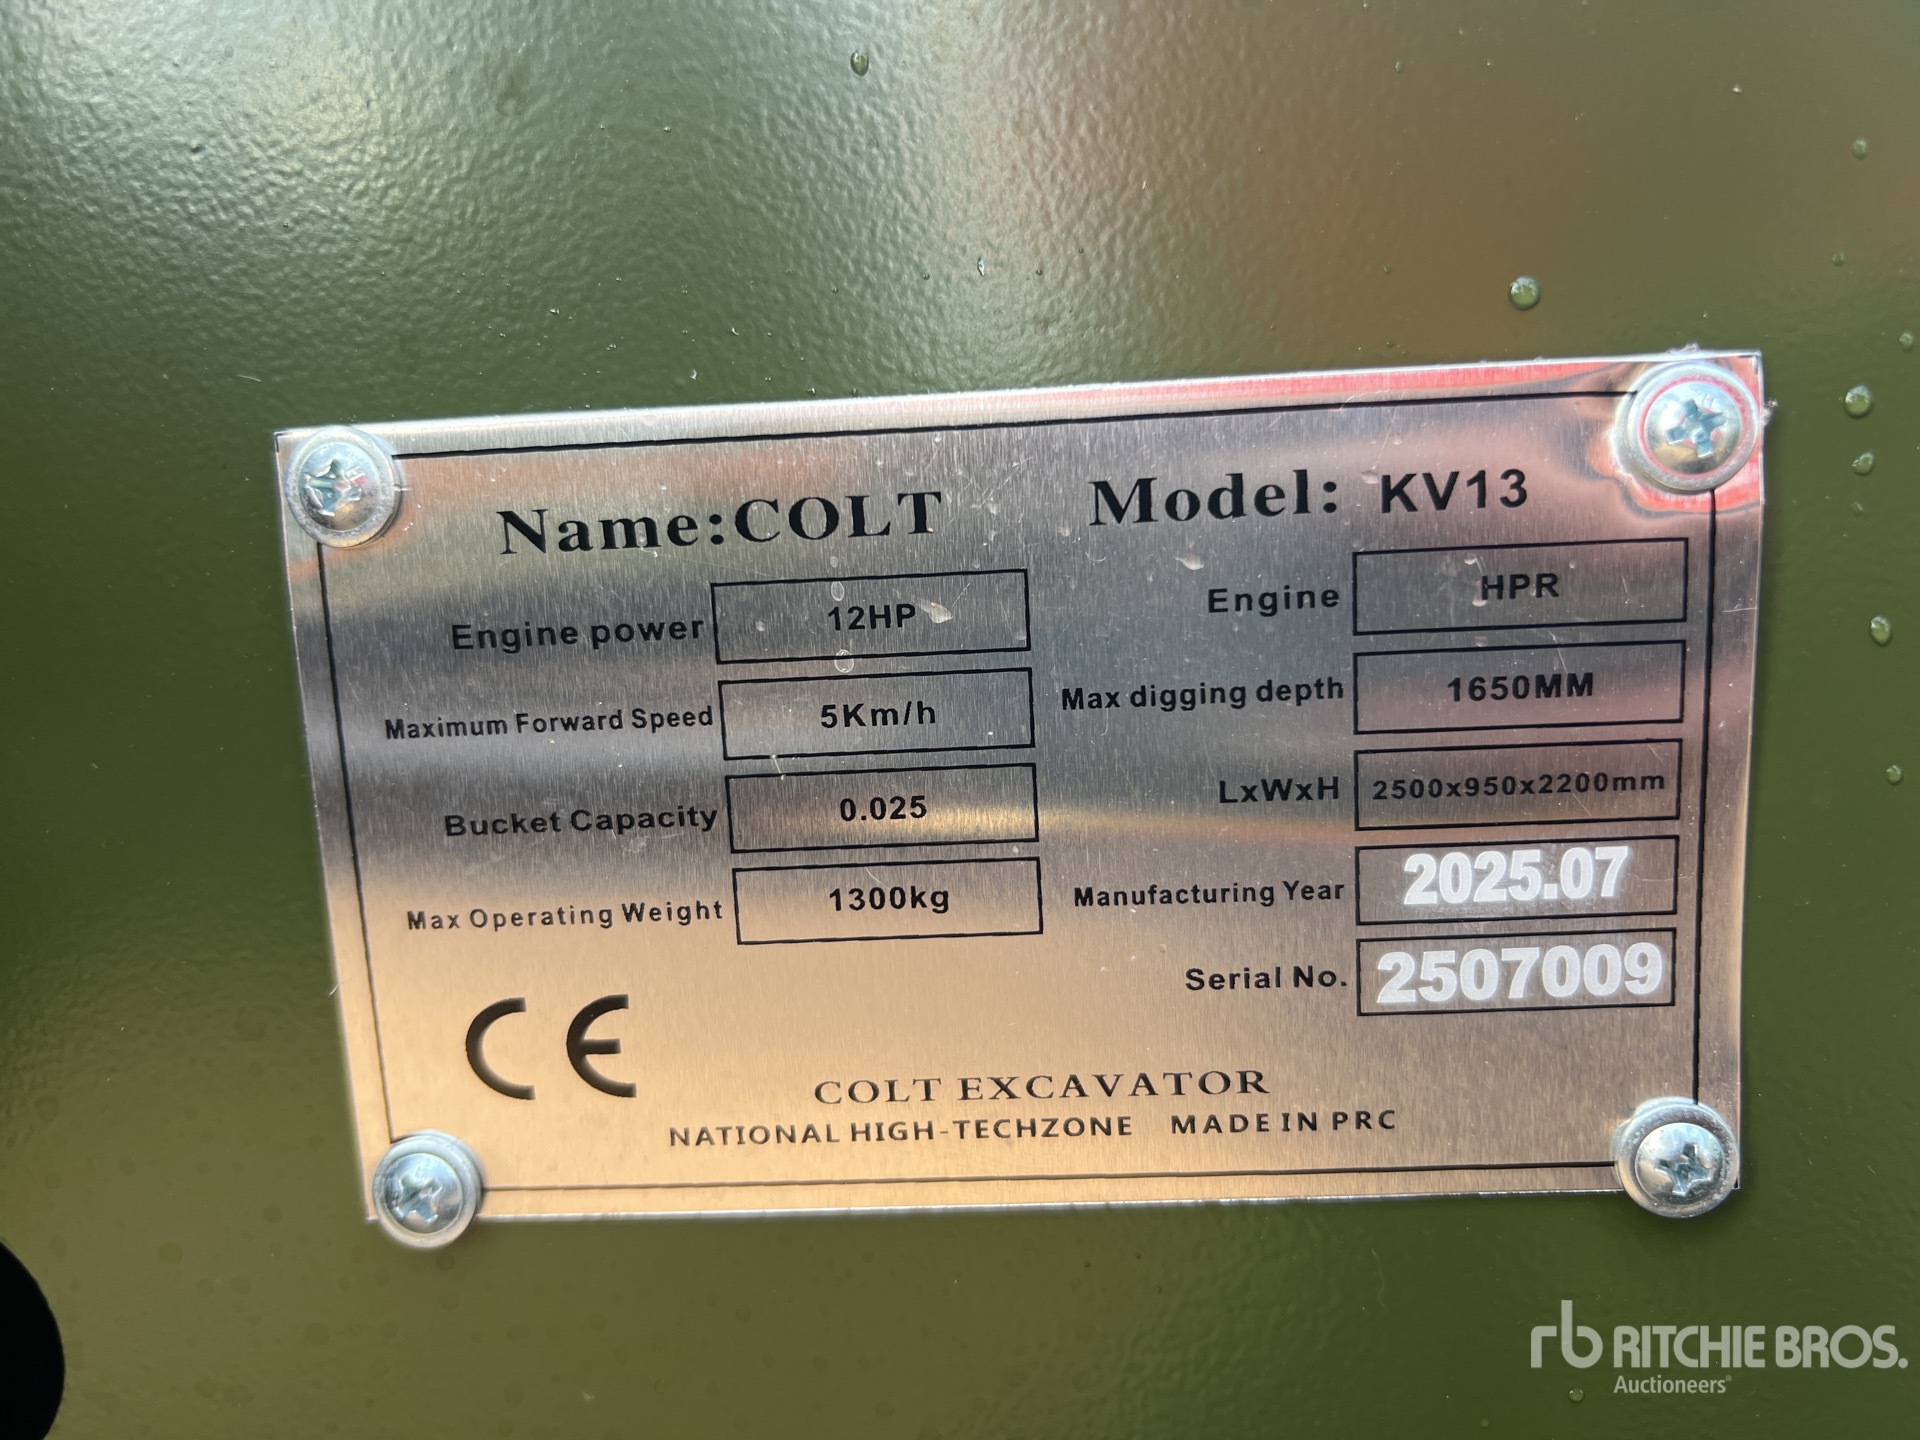 Name:COLT Model: KV13
Engine power 12HP Engine HPR
Maximum Forward Speed 5Km/h Max digging depth 1650MM
Bucket Capacity 0.025 LxWxH 2500x950x2200mm
Max Operating Weight 1300kg Manufacturing Year 2025.07
Serial No. 2507009
CE
COLT EXCAVATOR
NATIONAL HIGH-TECHZONE MADE IN PRC
rb RITCHIE BROS.
Auctioneers